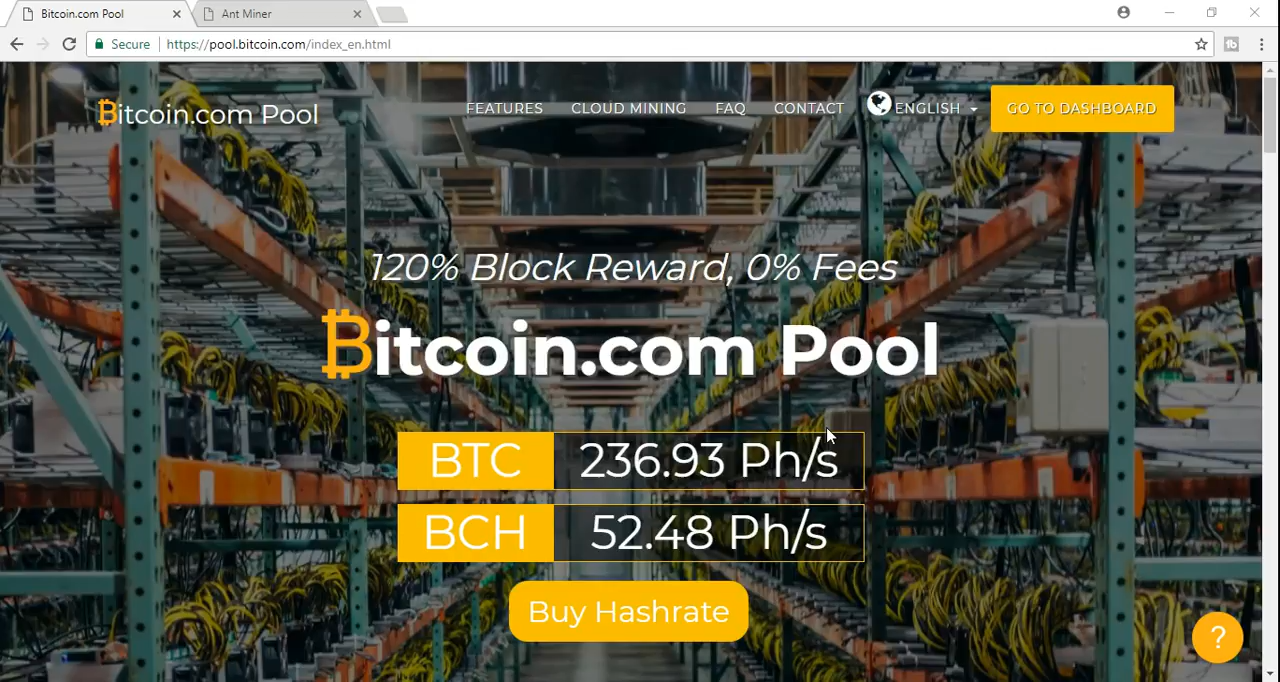 Bitcoin.com Pool
Ant Miner
Secure
https://pool.bitcoin.com/index_en.html
Bitcoin.com Pool
FEATURES
CLOUD MINING
FAQ
CONTACT
ENGLISH
GO TO DASHBOARD
120% Block Reward, 0% Fees
Bitcoin.com Pool
BTC 236.93 Ph/s
BCH 52.48 Ph/s
Buy Hashrate
?